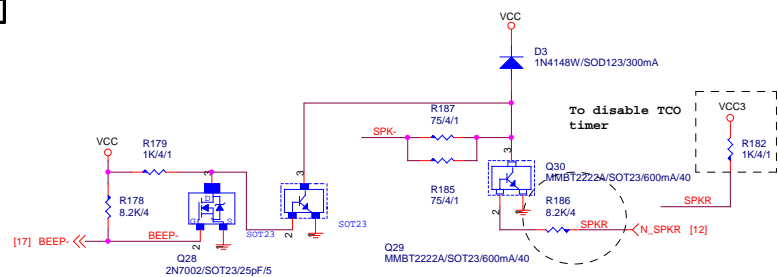 VCC
D3
1N4148W/SOD123/300mA
R187
75/4/1
To disable TCO
timer
VCC3
SPK-
VCC
R179
1K/4/1
R182
1K/4/1
3
3
3
Q30
MMBT2222A/SOT23/600mA/40
R178
8.2K/4
D
G
S
R185
75/4/1
R186
8.2K/4
SPKR
SOT23
SOT23
2
2
2
[17] BEEP-
BEEP-
SPKR
N_SPKR [12]
Q28
2N7002/SOT23/25pF/5
Q29
MMBT2222A/SOT23/600mA/40